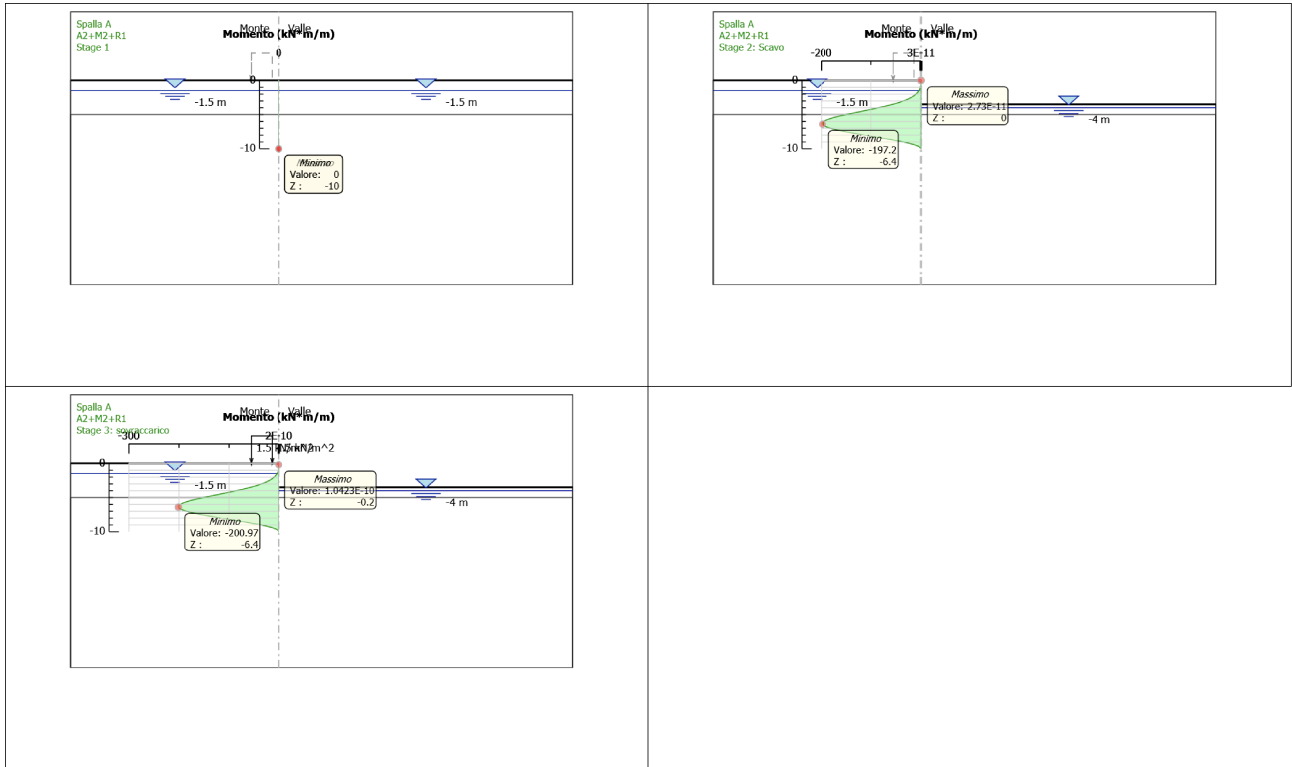 Spalla A
A2+M2+R1
Stage 1
Monte Valle
Momento (kN*m/m)
0
0
-1.5 m
-1.5 m
-10
Minimo
Valore: 0
Z : -10
Spalla A
A2+M2+R1
Stage 2: Scavo
Monte Valle
Momento (kN*m/m)
-200
3E-11
0
-1.5 m
Massimo
Valore: 2.73E-11
Z : 0
-4 m
-10
Minimo
Valore: -197.2
Z : -6.4
Spalla A
A2+M2+R1
Stage 3: sovraccarico
Monte Valle
Momento (kN*m/m)
-300
2E-10
0
-1.5 m
Massimo
Valore: 1.0423E-10
Z : -0.2
-4 m
-10
Minimo
Valore: -200.97
Z : -6.4